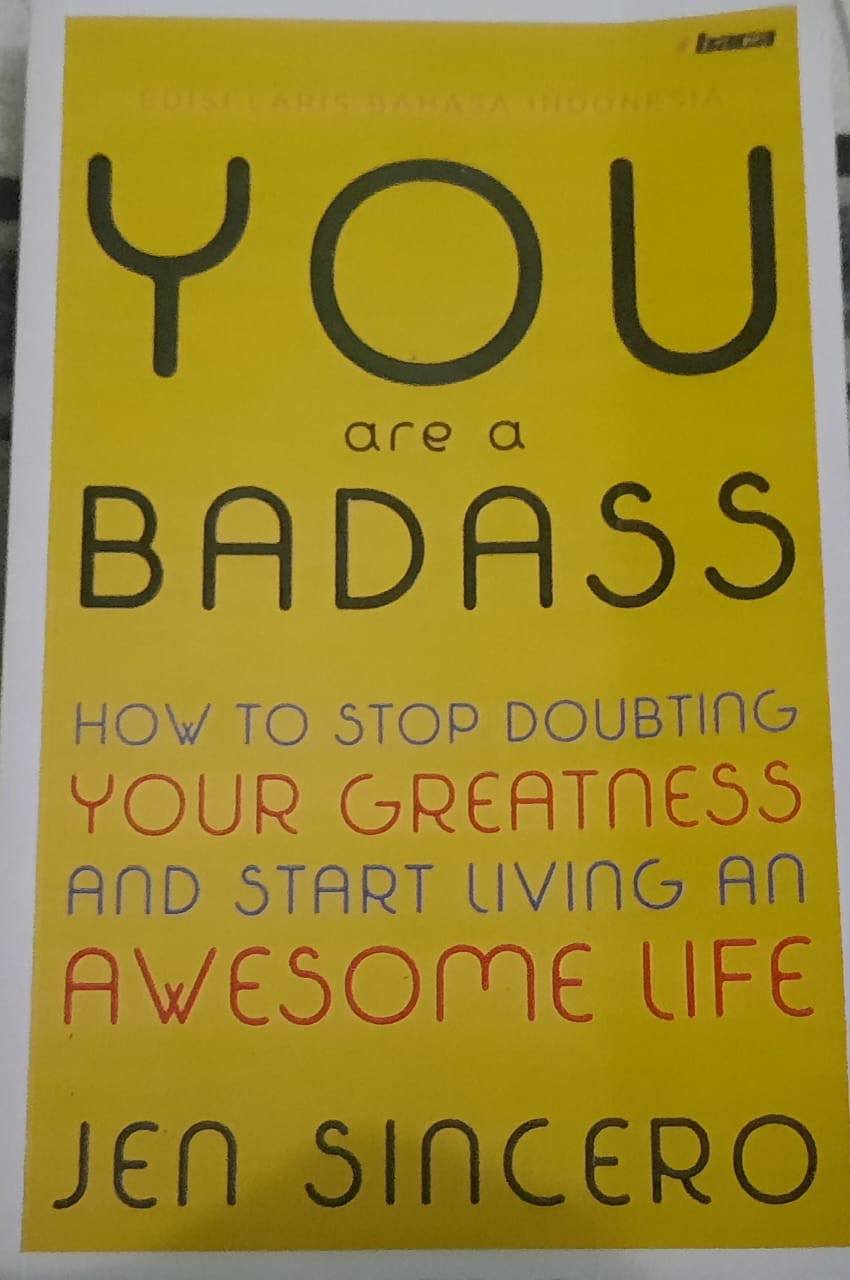 baca
EDISI LARIS BAHASA INDONESIA
YOU
are a
BADASS
HOW TO STOP DOUBTING
YOUR GREATNESS
AND START LIVING AN
AWESOME LIFE
JEN SINCERO